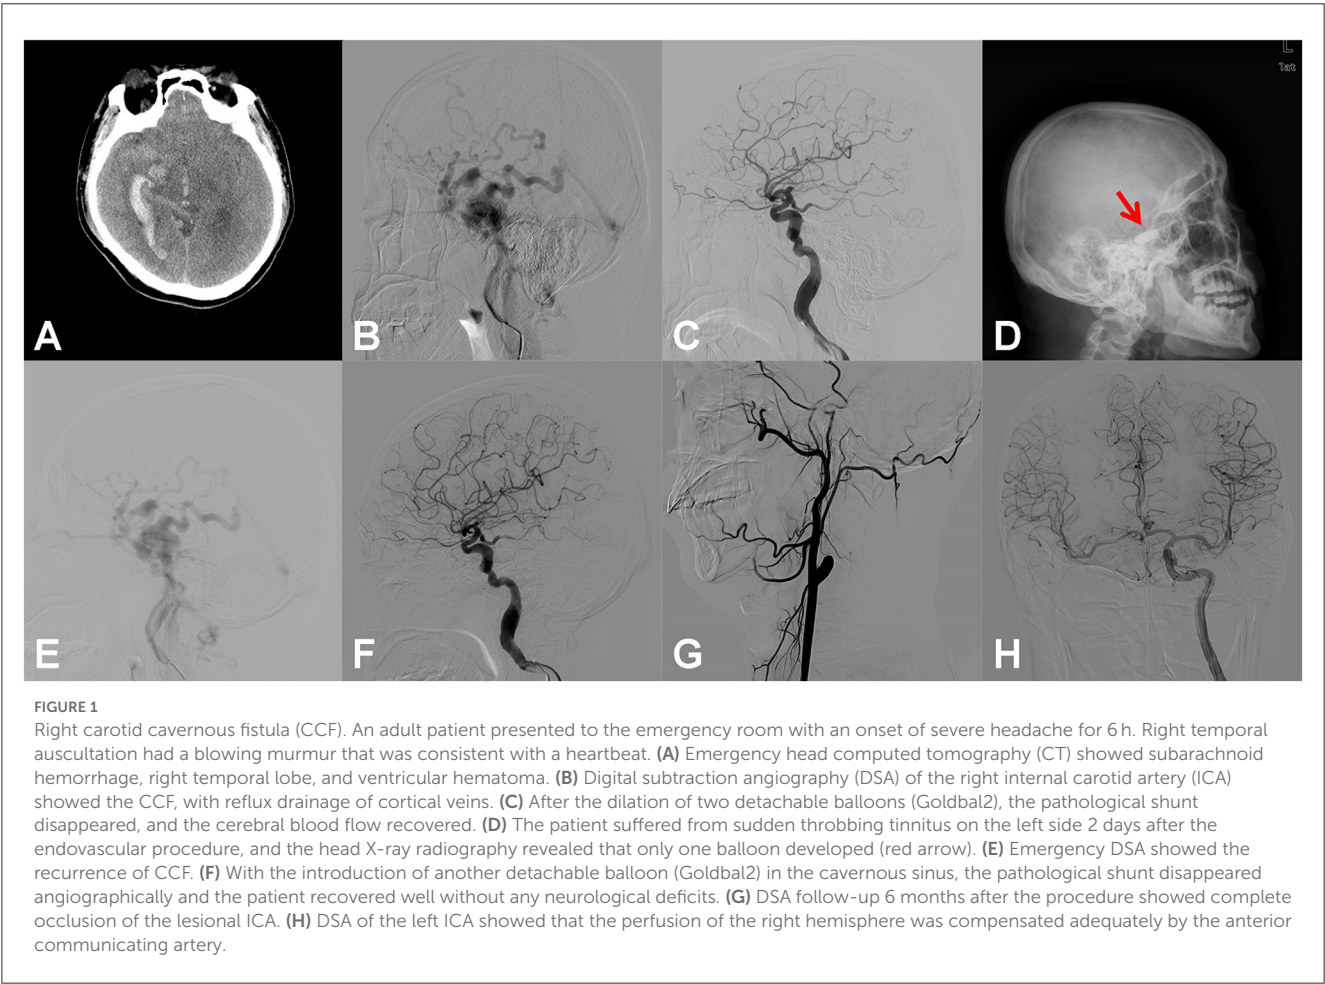 L
1at
A
B
C
D
E
F
G
H
FIGURE 1
Right carotid cavernous fistula (CCF). An adult patient presented to the emergency room with an onset of severe headache for 6 h. Right temporal
auscultation had a blowing murmur that was consistent with a heartbeat. (A) Emergency head computed tomography (CT) showed subarachnoid
hemorrhage, right temporal lobe, and ventricular hematoma. (B) Digital subtraction angiography (DSA) of the right internal carotid artery (ICA)
showed the CCF, with reflux drainage of cortical veins. (C) After the dilation of two detachable balloons (Goldbal2), the pathological shunt
disappeared, and the cerebral blood flow recovered. (D) The patient suffered from sudden throbbing tinnitus on the left side 2 days after the
endovascular procedure, and the head X-ray radiography revealed that only one balloon developed (red arrow). (E) Emergency DSA showed the
recurrence of CCF. (F) With the introduction of another detachable balloon (Goldbal2) in the cavernous sinus, the pathological shunt disappeared
angiographically and the patient recovered well without any neurological deficits. (G) DSA follow-up 6 months after the procedure showed complete
occlusion of the lesional ICA. (H) DSA of the left ICA showed that the perfusion of the right hemisphere was compensated adequately by the anterior
communicating artery.